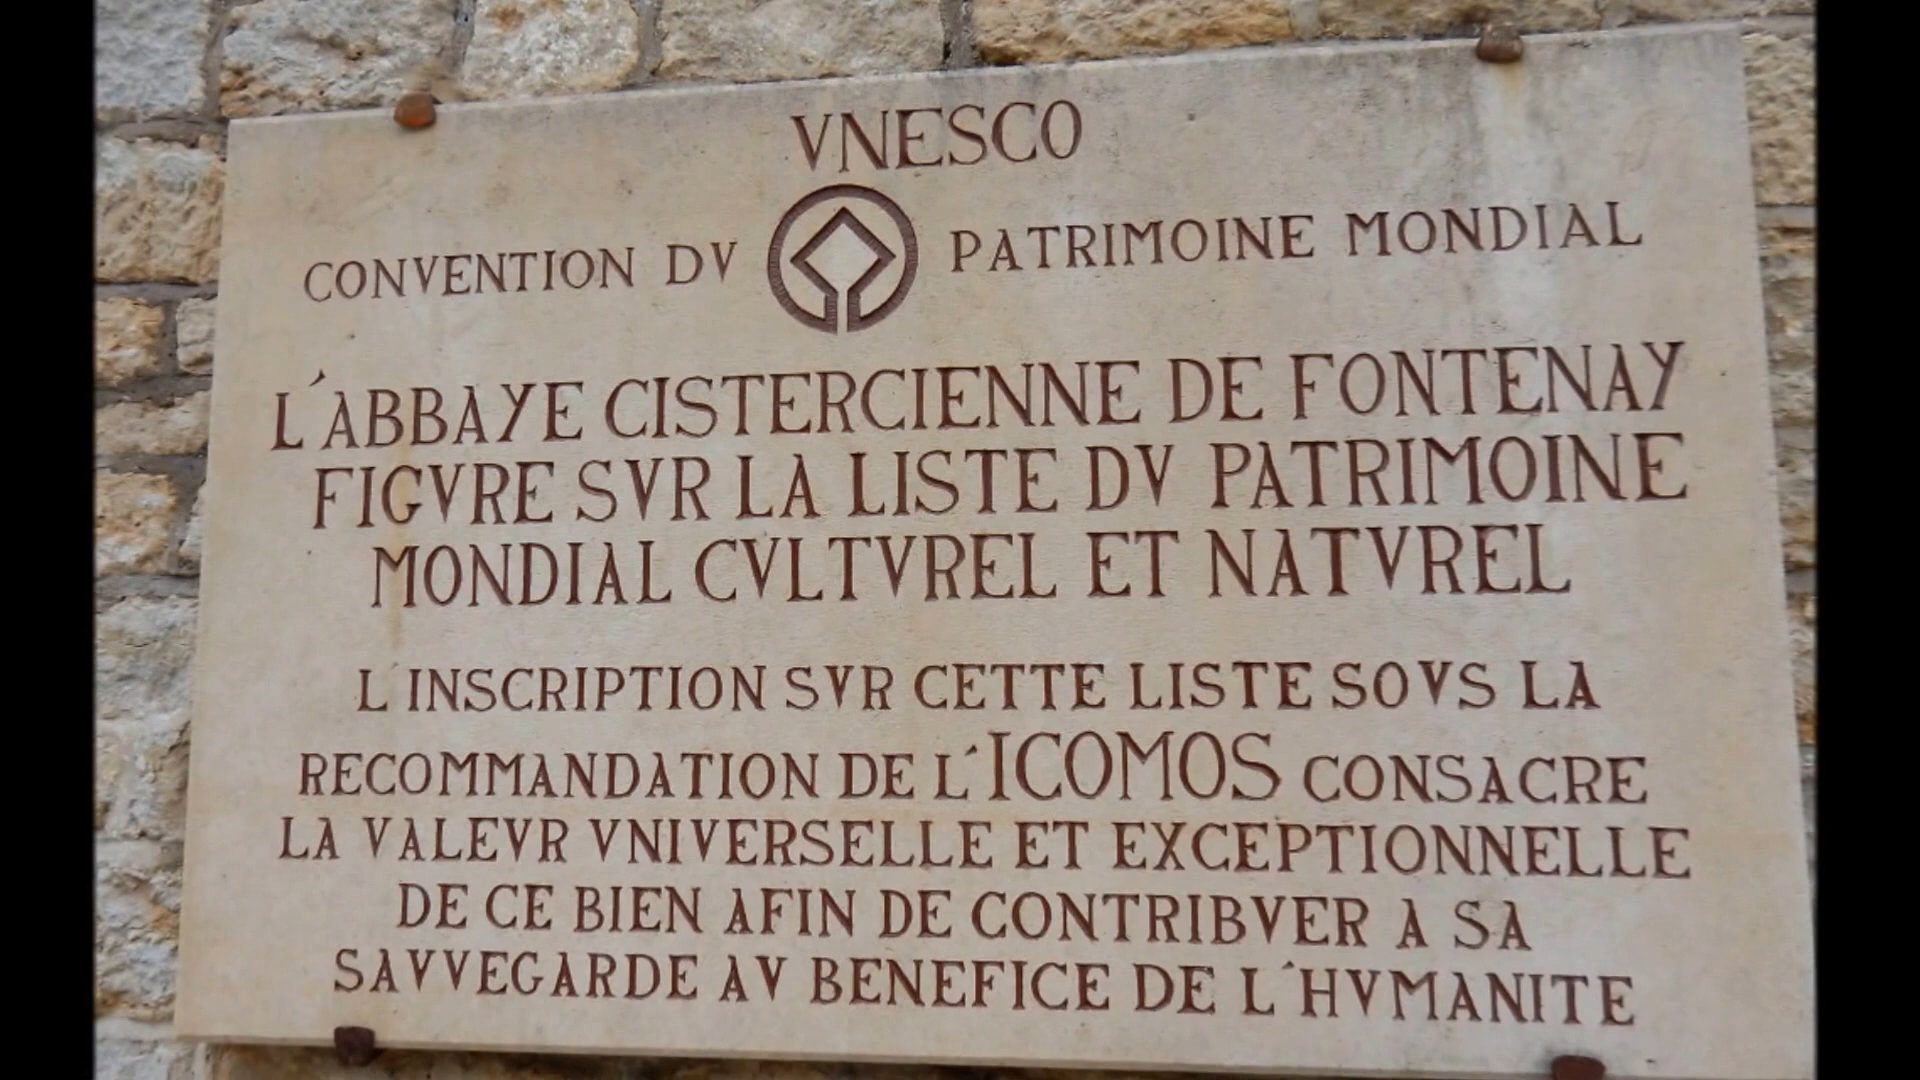 VNESCO
CONVENTION DV PATRIMOINE MONDIAL
L'ABBAYE CISTERCIENNE DE FONTENAY
FIGVRE SVR LA LISTE DV PATRIMOINE
MONDIAL CVLTVREL ET NATVREL
L'INSCRIPTION SVR CETTE LISTE SOVS LA
RECOMMANDATION DE L'ICOMOS CONSACRE
LA VALEVR VNIVERSELLE ET EXCEPTIONNELLE
DE CE BIEN AFIN DE CONTRIBVER A SA
SAVVEGARDE AV BENEFICE DE L'HVMANITE